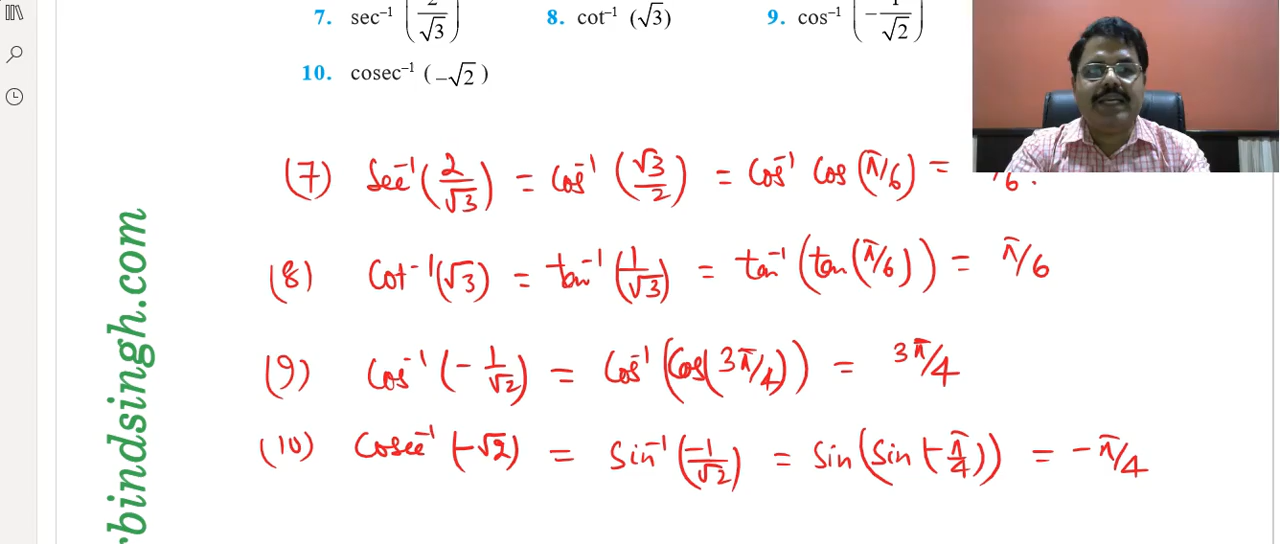 7. sec⁻¹ (2/√3) 8. cot⁻¹ (√3) 9. cos⁻¹ (−1/√2)
10. cosec⁻¹ (−√2)
(7) Sec⁻¹(2/√3) = Cos⁻¹(√3/2) = Cos⁻¹ Cos(π/6) = /6.
(8) Cot⁻¹(√3) = tan⁻¹(1/√3) = tan⁻¹(tan(π/6)) = π/6
(9) Cos⁻¹(−1/√2) = Cos⁻¹(Cos(3π/4)) = 3π/4
(10) Cosec⁻¹(−√2) = Sin⁻¹(−1/√2) = Sin(Sin(−π/4)) = −π/4
rbindsingh.com